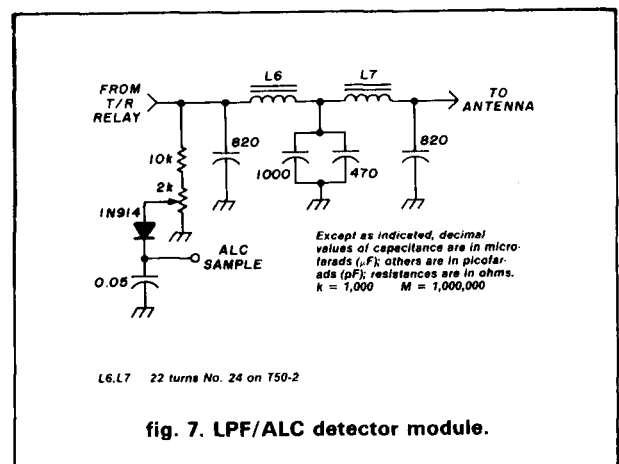 L6
L7
FROM
T/R
RELAY
TO
ANTENNA
820
820
10k
1000
470
2k
1N914
ALC
SAMPLE
0.05
Except as indicated, decimal
values of capacitance are in micro-
farads (μF); others are in picofar-
ads (pF); resistances are in ohms.
k = 1,000 M = 1,000,000
L6,L7 22 turns No. 24 on T50-2
fig. 7. LPF/ALC detector module.